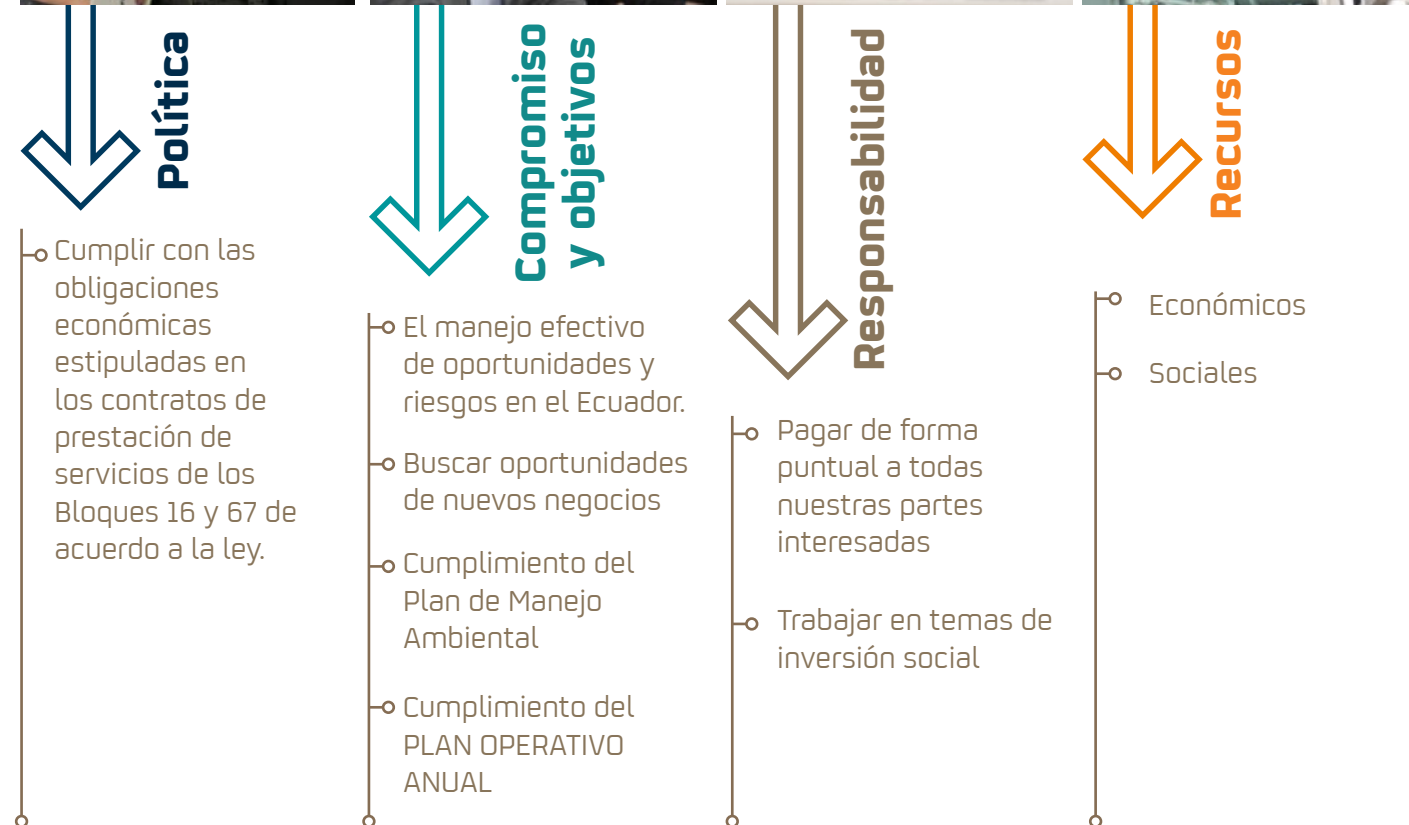 Política
Cumplir con las
obligaciones
económicas
estipuladas en
los contratos de
prestación de
servicios de los
Bloques 16 y 67 de
acuerdo a la ley.
Compromiso
y objetivos
El manejo efectivo
de oportunidades y
riesgos en el Ecuador.
Buscar oportunidades
de nuevos negocios
Cumplimiento del
Plan de Manejo
Ambiental
Cumplimiento del
PLAN OPERATIVO
ANUAL
Responsabilidad
Pagar de forma
puntual a todas
nuestras partes
interesadas
Trabajar en temas de
inversión social
Recursos
Económicos
Sociales